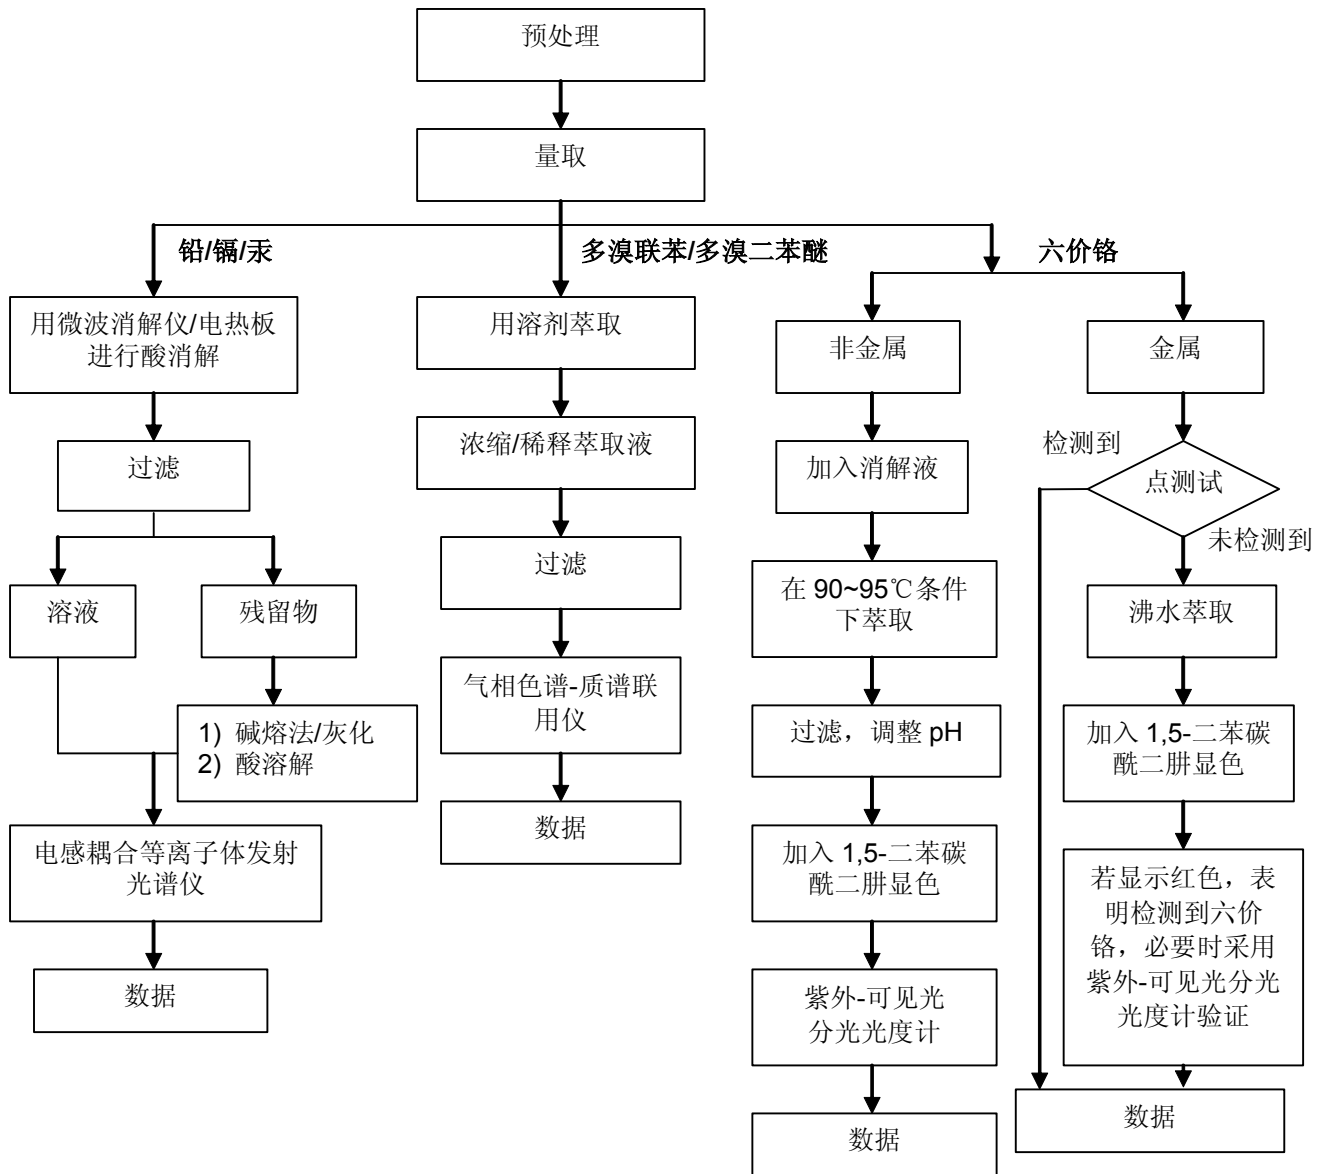 预处理
量取
铅/镉/汞
多溴联苯/多溴二苯醚
六价铬
用微波消解仪/电热板
进行酸消解
过滤
溶液
残留物
1) 碱熔法/灰化
2) 酸溶解
电感耦合等离子体发射
光谱仪
数据
用溶剂萃取
浓缩/稀释萃取液
过滤
气相色谱-质谱联
用仪
数据
非金属
加入消解液
在 90~95℃条件
下萃取
过滤，调整 pH
加入 1,5-二苯碳
酰二肼显色
紫外-可见光
分光光度计
数据
金属
检测到
点测试
未检测到
沸水萃取
加入 1,5-二苯碳
酰二肼显色
若显示红色，表
明检测到六价
铬，必要时采用
紫外-可见光分光
光度计验证
数据